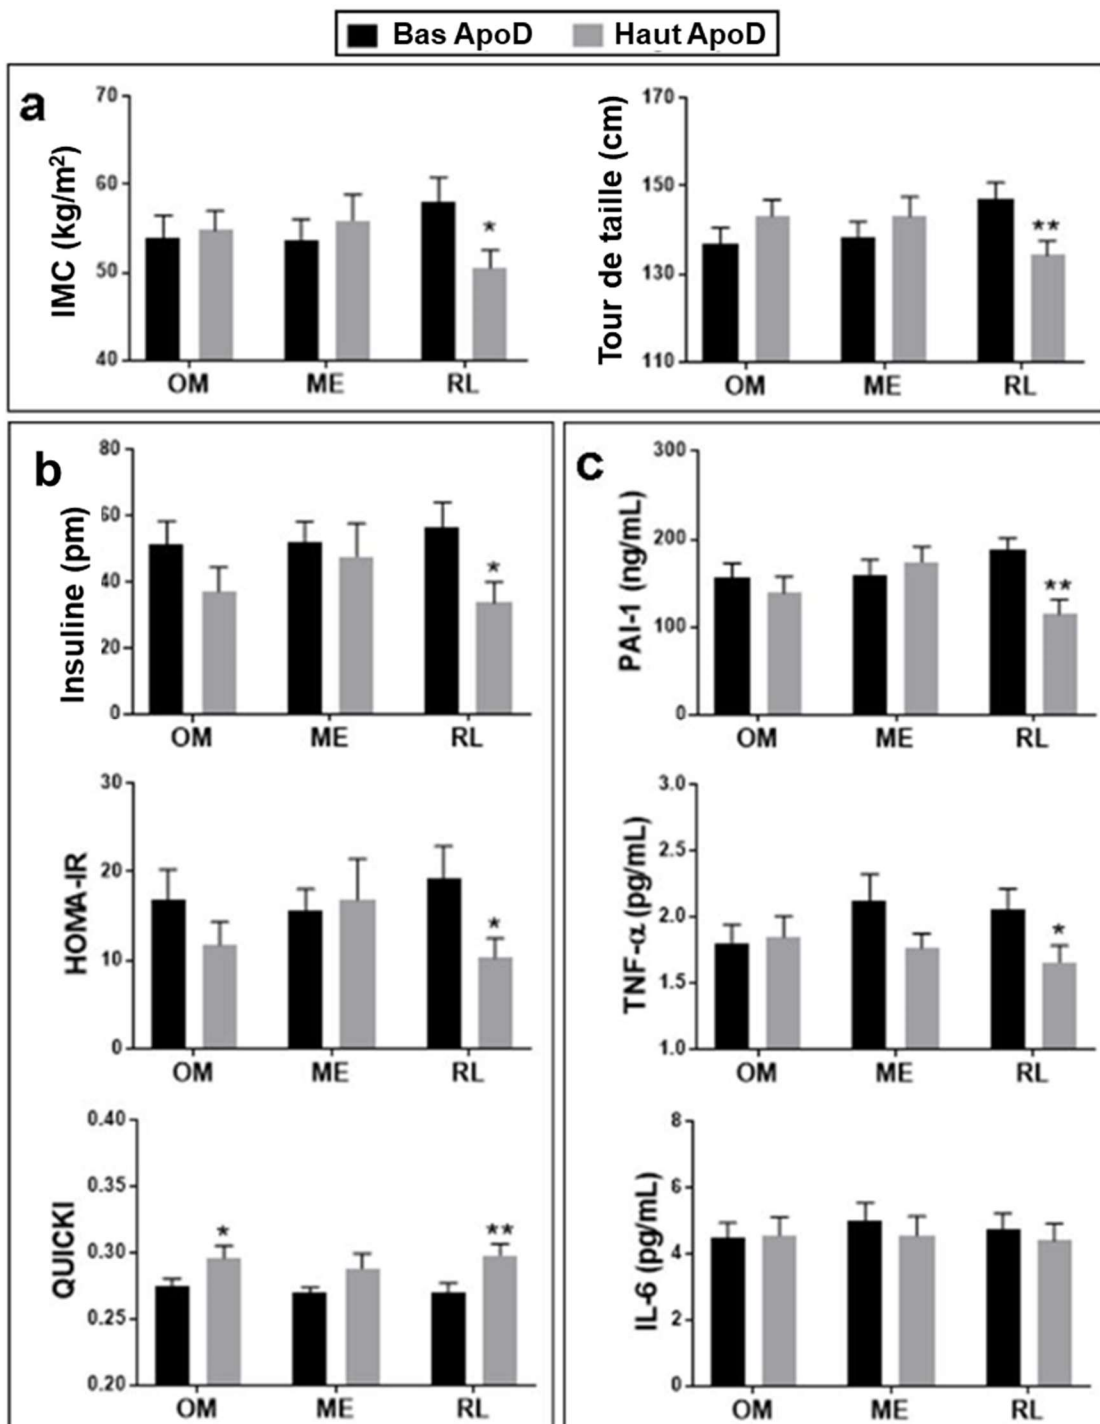 Bas ApoD Haut ApoD
a
IMC (kg/m²)
70
60
50
40
*
OM ME RL
Tour de taille (cm)
170
150
130
110
**
OM ME RL
b
Insuline (pm)
80
60
40
20
0
*
OM ME RL
HOMA-IR
30
20
10
0
*
OM ME RL
QUICKI
0.40
0.35
0.30
0.25
0.20
* **
OM ME RL
c
PAI-1 (ng/mL)
300
200
100
0
**
OM ME RL
TNF-α (pg/mL)
3.0
2.5
2.0
1.5
1.0
*
OM ME RL
IL-6 (pg/mL)
8
6
4
2
0
OM ME RL